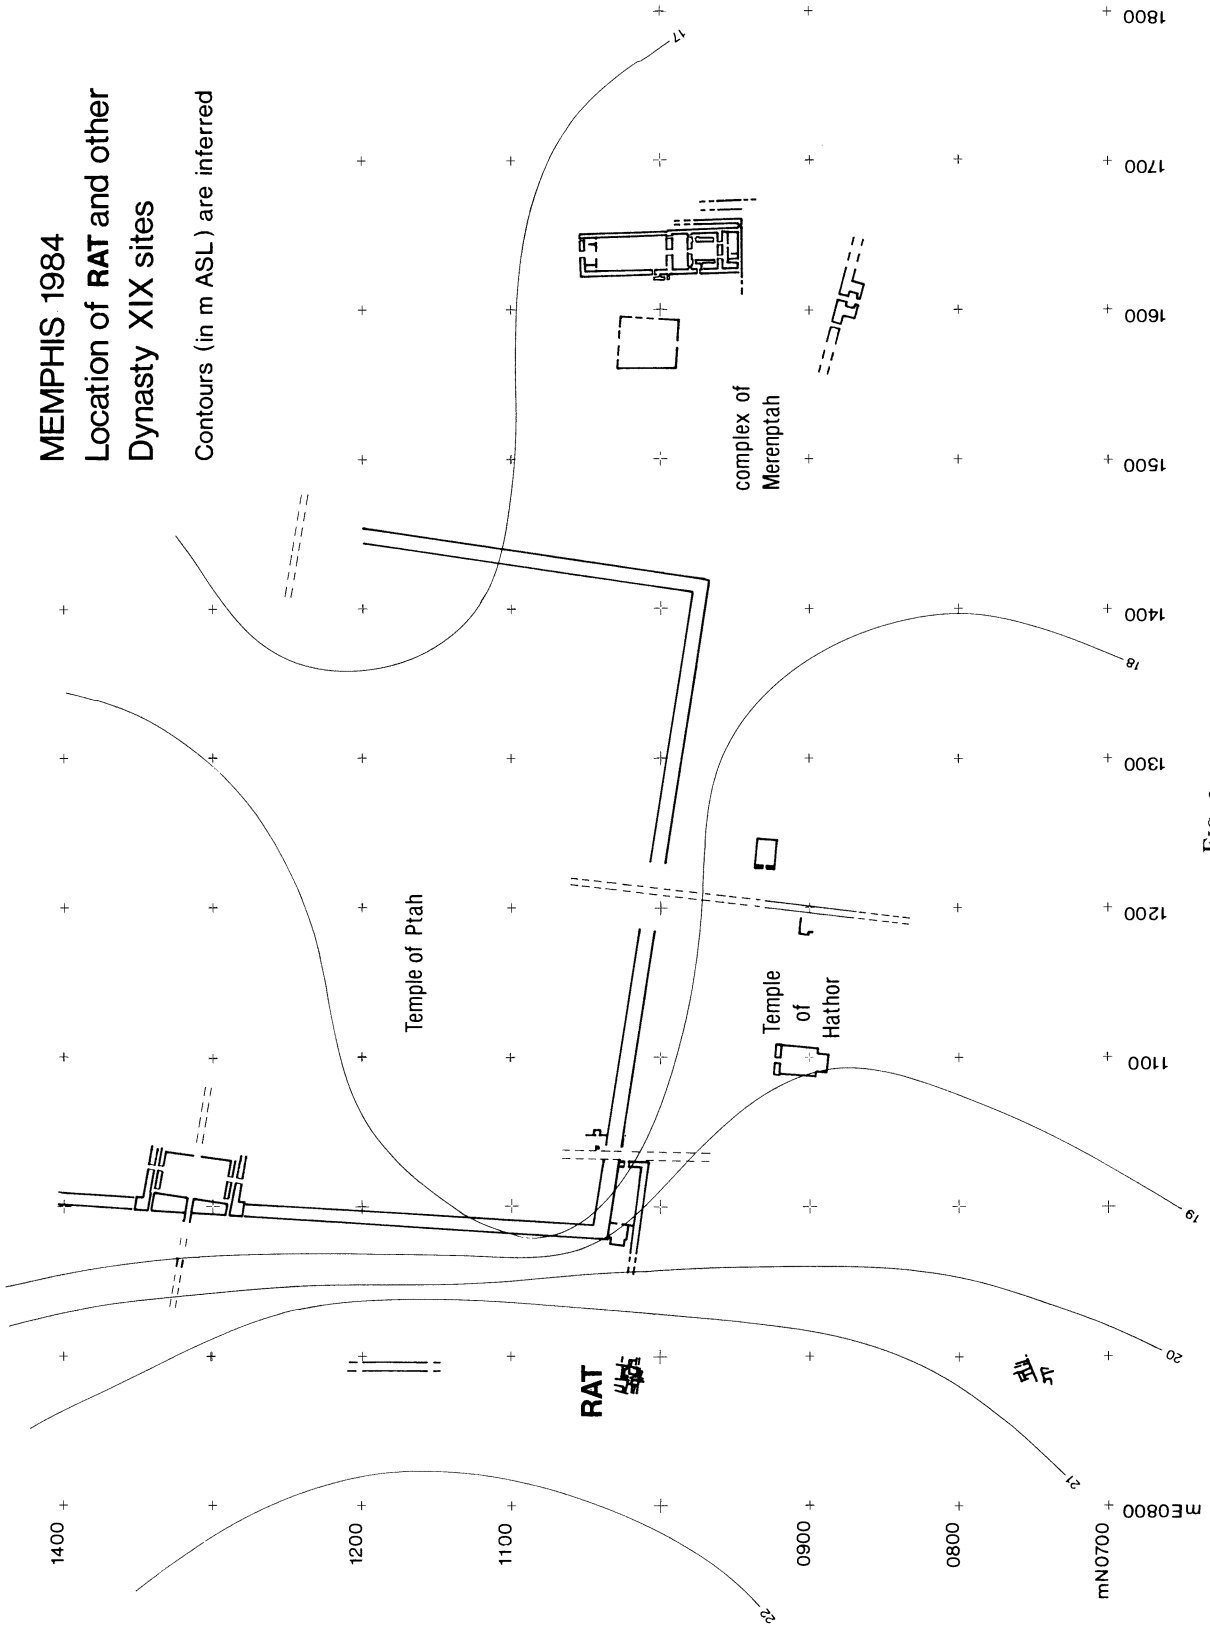 MEMPHIS 1984
Location of RAT and other
Dynasty XIX sites
Contours (in m ASL) are inferred
Temple of Ptah
complex of
Merenptah
Temple
of
Hathor
RAT
17
18
19
20
21
22
1400
1200
1100
0900
0800
mN0700
mE0800
1100
1200
1300
1400
1500
1600
1700
1800